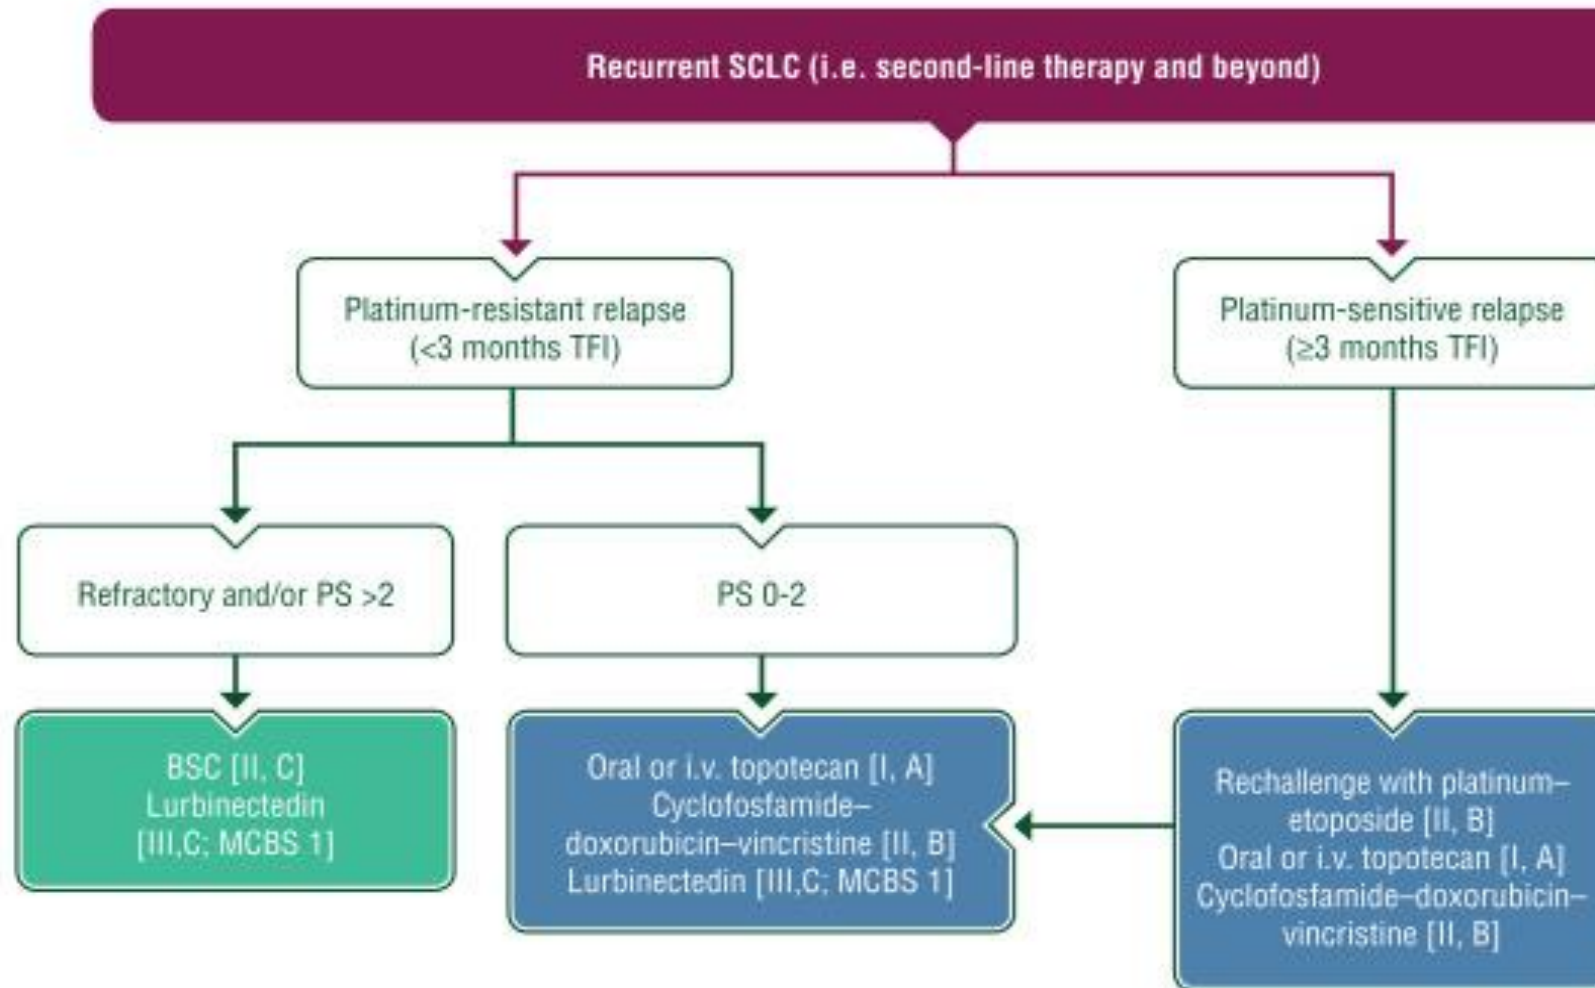 Recurrent SCLC (i.e. second-line therapy and beyond)
Platinum-resistant relapse
(<3 months TFI)
Platinum-sensitive relapse
(≥3 months TFI)
Refractory and/or PS >2
PS 0-2
BSC [II, C]
Lurbinectedin
[III,C; MCBS 1]
Oral or i.v. topotecan [I, A]
Cyclofosfamide–
doxorubicin–vincristine [II, B]
Lurbinectedin [III,C; MCBS 1]
Rechallenge with platinum–
etoposide [II, B]
Oral or i.v. topotecan [I, A]
Cyclofosfamide–doxorubicin–
vincristine [II, B]